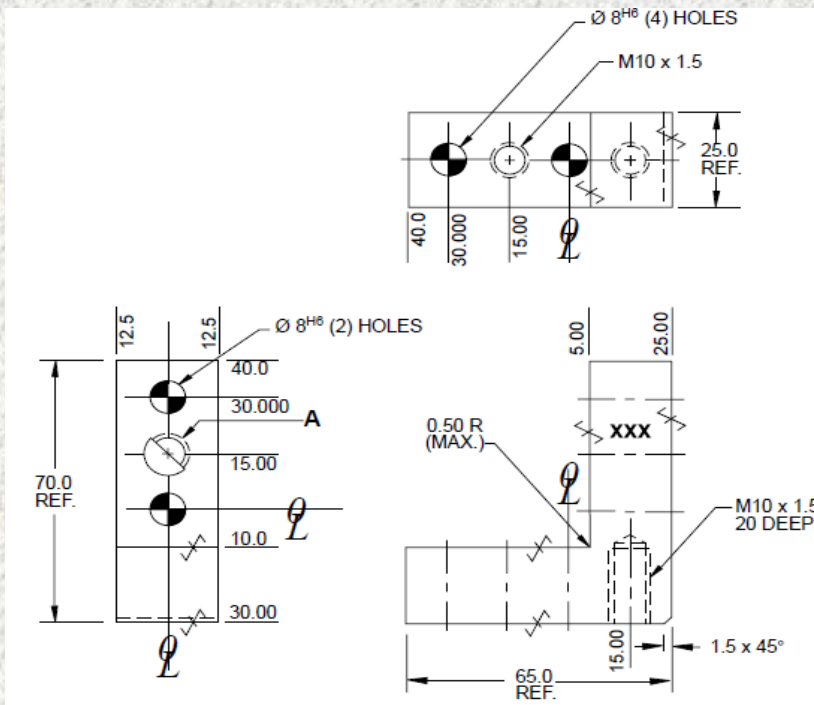 Ø 8H6 (4) HOLES
M10 x 1.5
25.0
REF.
40.0
30.000
15.00
12.5
12.5
Ø 8H6 (2) HOLES
40.0
30.000
A
15.00
70.0
REF.
10.0
30.00
5.00
25.00
0.50 R
(MAX.)
XXX
M10 x 1.5
20 DEEP
15.00
1.5 x 45°
65.0
REF.